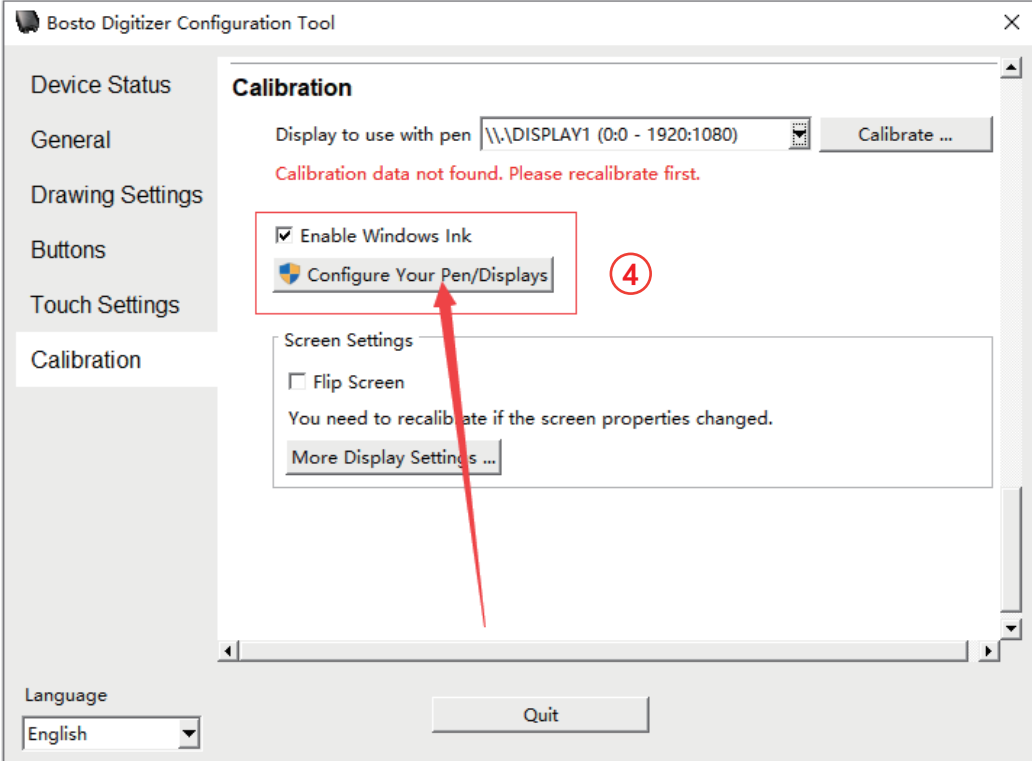 Bosto Digitizer Configuration Tool
Device Status
General
Drawing Settings
Buttons
Touch Settings
Calibration
Calibration
Display to use with pen \\.\DISPLAY1 (0:0 - 1920:1080) Calibrate ...
Calibration data not found. Please recalibrate first.
Enable Windows Ink
Configure Your Pen/Displays
④
Screen Settings
Flip Screen
You need to recalibrate if the screen properties changed.
More Display Settings ...
Language
English
Quit